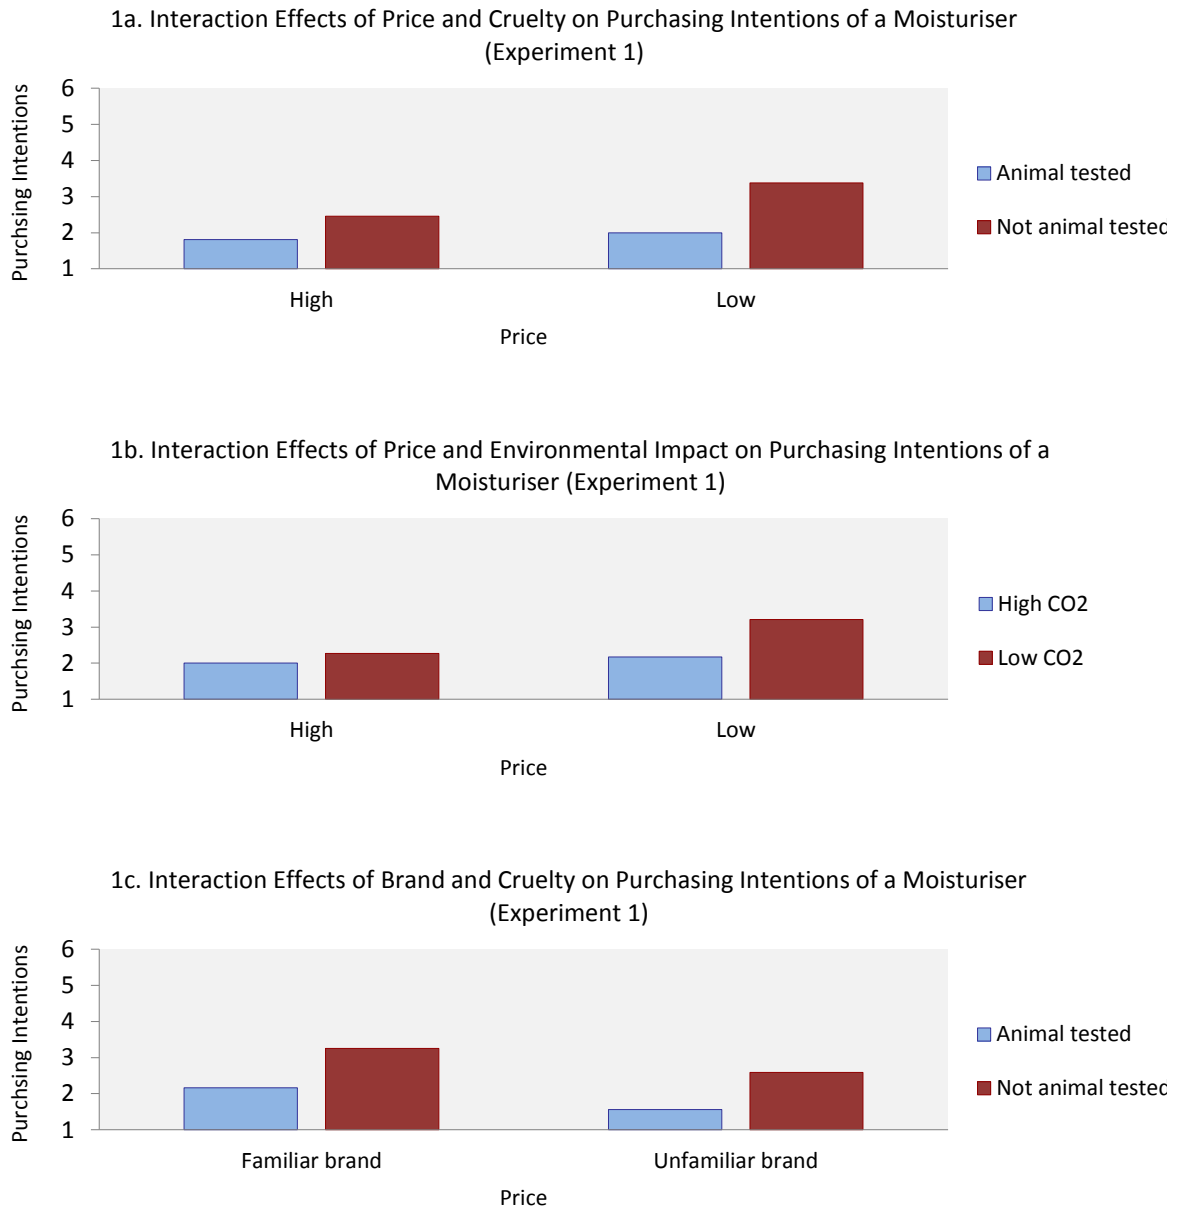 1a. Interaction Effects of Price and Cruelty on Purchasing Intentions of a Moisturiser
(Experiment 1)
Purchsing Intentions
6
5
4
3
2
1
High
Low
Price
Animal tested
Not animal tested
1b. Interaction Effects of Price and Environmental Impact on Purchasing Intentions of a
Moisturiser (Experiment 1)
Purchsing Intentions
6
5
4
3
2
1
High
Low
Price
High CO2
Low CO2
1c. Interaction Effects of Brand and Cruelty on Purchasing Intentions of a Moisturiser
(Experiment 1)
Purchsing Intentions
6
5
4
3
2
1
Familiar brand
Unfamiliar brand
Price
Animal tested
Not animal tested